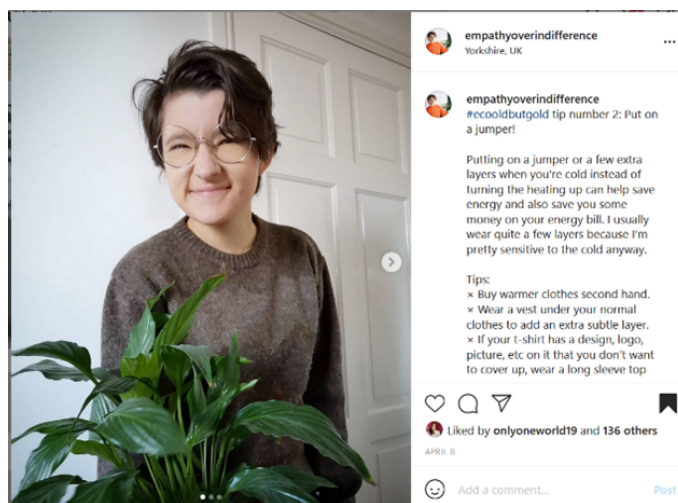 empathyoverindifference
Yorkshire, UK
empathyoverindifference
#ecooldbutgold tip number 2: Put on
a jumper!
Putting on a jumper or a few extra
layers when you're cold instead of
turning the heating up can help save
energy and also save you some
money on your energy bill. I usually
wear quite a few layers because I'm
pretty sensitive to the cold anyway.
Tips:
× Buy warmer clothes second hand.
× Wear a vest under your normal
clothes to add an extra subtle layer.
× If your t-shirt has a design, logo,
picture, etc on it that you don't want
to cover up, wear a long sleeve top
Liked by onlyoneworld19 and 136 others
APRIL 8
Add a comment...
Post